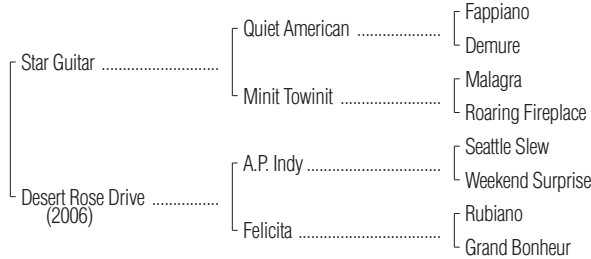 Fappiano
Quiet American ..................
Demure
Star Guitar .........................
Malagra
Minit Towinit .....................
Roaring Fireplace
Seattle Slew
A.P. Indy ............................
Weekend Surprise
Desert Rose Drive ..............
(2006)
Rubiano
Felicita ..............................
Grand Bonheur